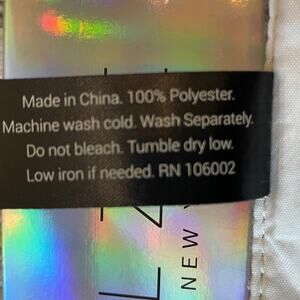 Made in China. 100% Polyester.
Machine wash cold. Wash Separately.
Do not bleach. Tumble dry low.
Low iron if needed. RN 106002
NEW